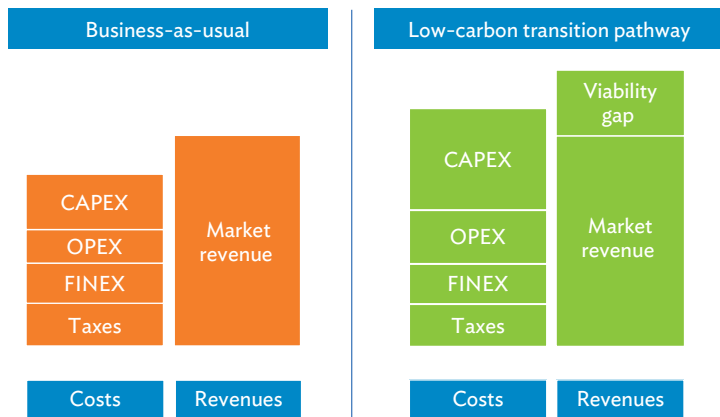 Business-as-usual
CAPEX
OPEX
FINEX
Taxes
Market
revenue
Costs
Revenues
Low-carbon transition pathway
CAPEX
OPEX
FINEX
Taxes
Viability
gap
Market
revenue
Costs
Revenues